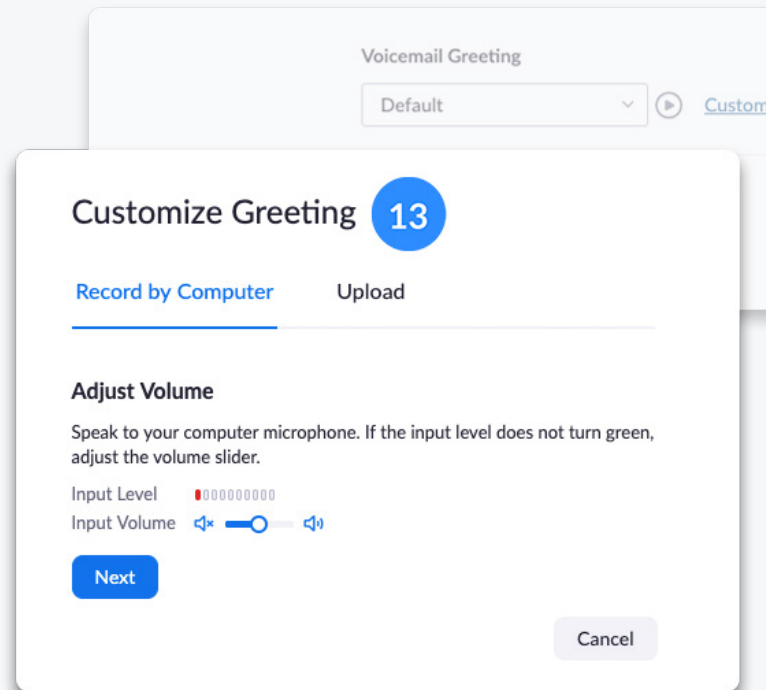 Voicemail Greeting
Default
Custom
Customize Greeting 13
Record by Computer Upload
Adjust Volume
Speak to your computer microphone. If the input level does not turn green,
adjust the volume slider.
Input Level
Input Volume
Next
Cancel